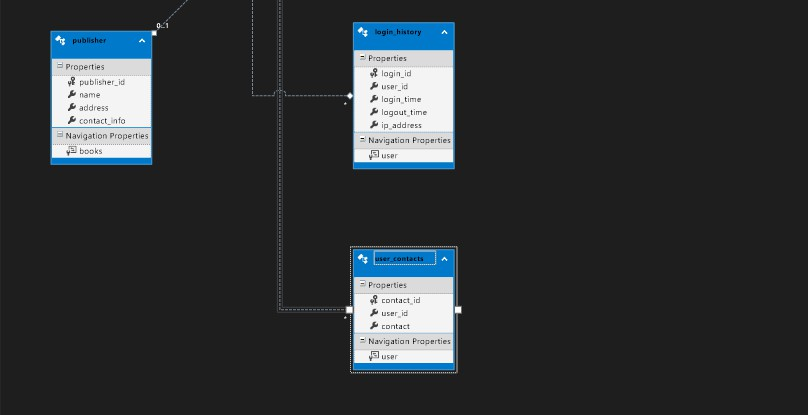 0..1
publisher
Properties
publisher_id
name
address
contact_info
Navigation Properties
books
login_history
Properties
login_id
user_id
login_time
logout_time
ip_address
Navigation Properties
user
*
user_contacts
Properties
contact_id
user_id
contact
Navigation Properties
user
*